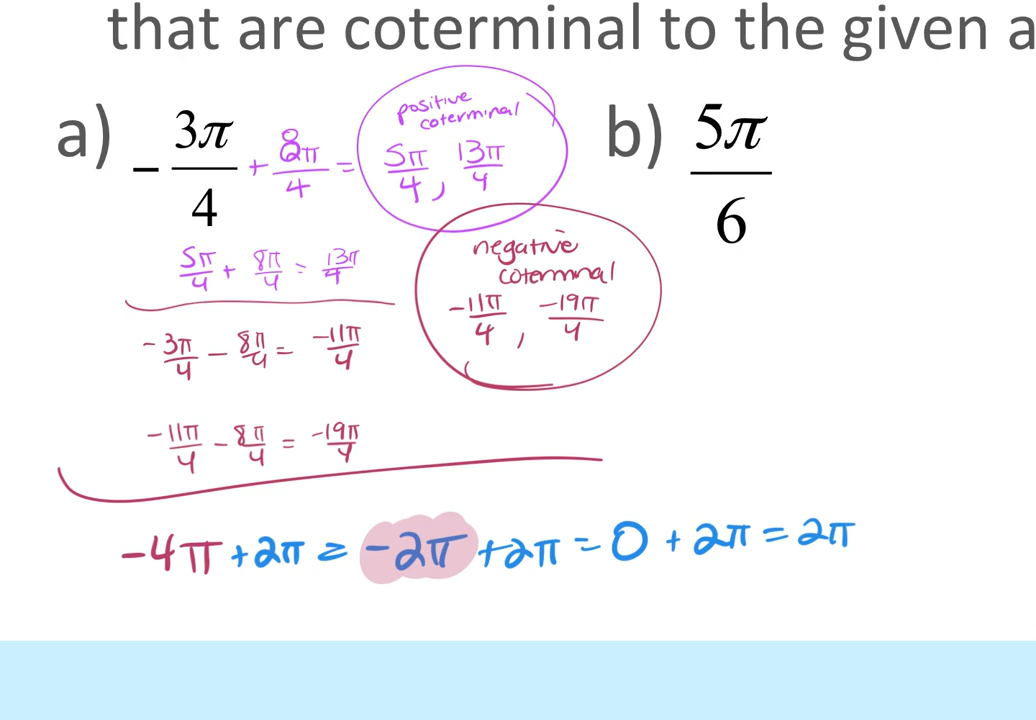 that are coterminal to the given a
a) -3π/4 + 8π/4 = 5π/4, 13π/4
positive
coterminal
b) 5π/6
5π/4 + 8π/4 = 13π/4
negative
coterminal
-11π/4, -19π/4
-3π/4 - 8π/4 = -11π/4
-11π/4 - 8π/4 = -19π/4
-4π + 2π = -2π + 2π = 0 + 2π = 2π